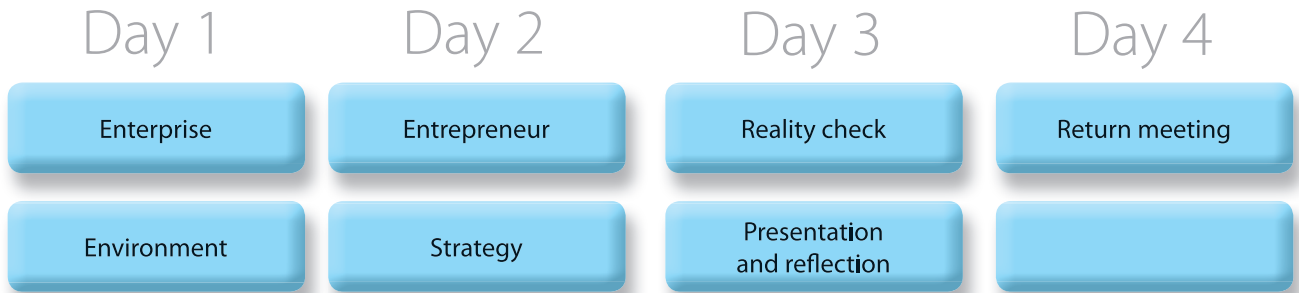 Day 1 Day 2 Day 3 Day 4
Enterprise Entrepreneur Reality check Return meeting
Environment Strategy Presentation
and reflection